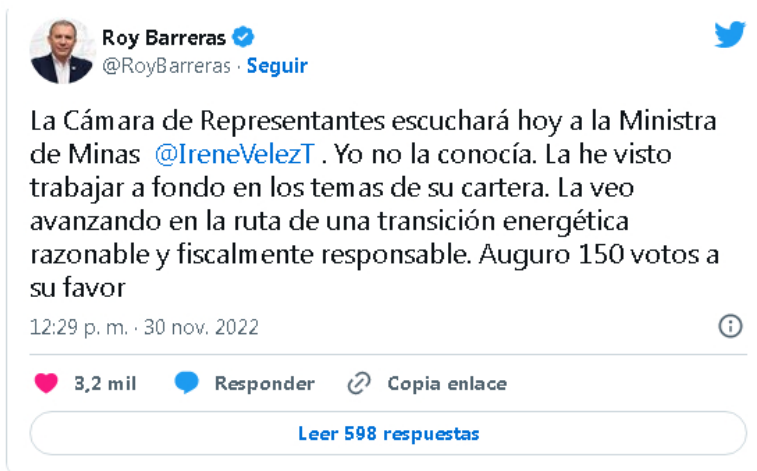 Roy Barreras
@RoyBarreras · Seguir
La Cámara de Representantes escuchará hoy a la Ministra
de Minas @IreneVelezT . Yo no la conocía. La he visto
trabajar a fondo en los temas de su cartera. La veo
avanzando en la ruta de una transición energética
razonable y fiscalmente responsable. Auguro 150 votos a
su favor
12:29 p. m. · 30 nov. 2022
3,2 mil Responder Copia enlace
Leer 598 respuestas